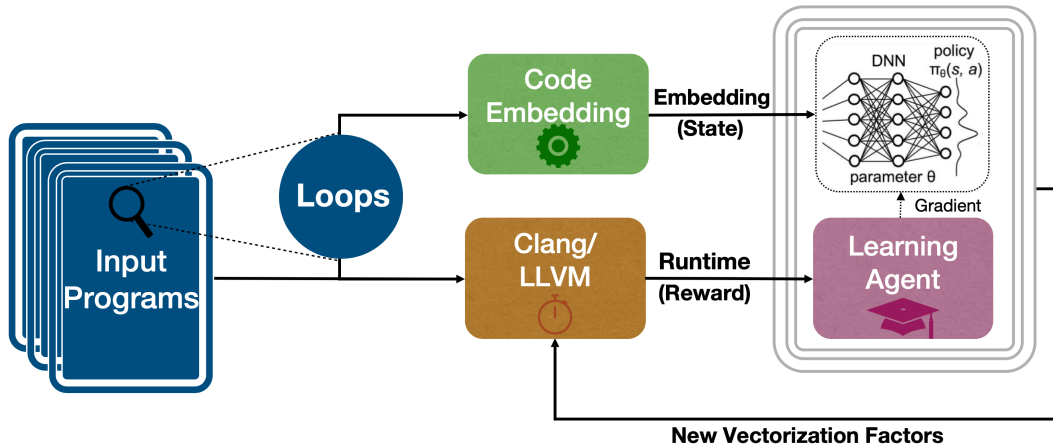 Input
Programs
Loops
Code
Embedding
Embedding
(State)
DNN
policy
πθ(s, a)
parameter θ
Gradient
Clang/
LLVM
Runtime
(Reward)
Learning
Agent
New Vectorization Factors